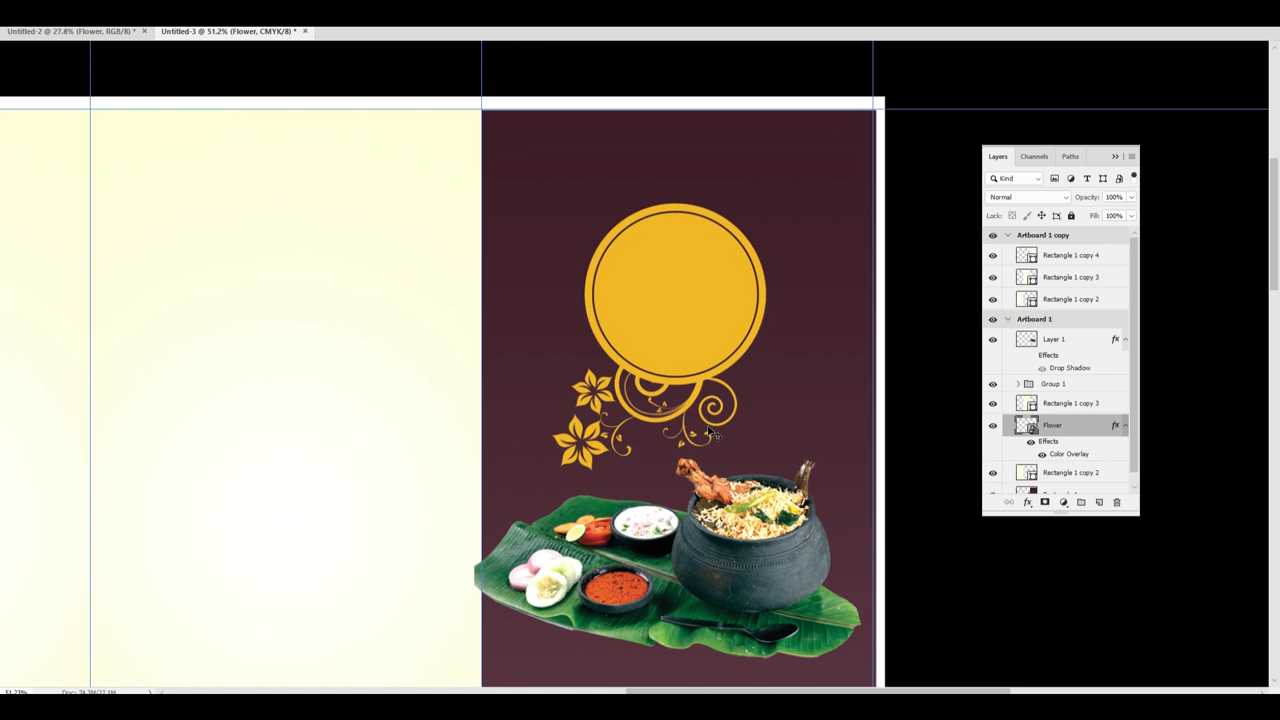 Untitled-2 @ 27.8% (Flower, RGB/8) * ×
Untitled-3 @ 51.2% (Flower, CMYK/8) * ×
Layers Channels Paths
Kind
Normal Opacity: 100%
Lock: Fill: 100%
Artboard 1 copy
Rectangle 1 copy 4
Rectangle 1 copy 3
Rectangle 1 copy 2
Artboard 1
Layer 1 fx
Effects
Drop Shadow
Group 1
Rectangle 1 copy 3
Flower fx
Effects
Color Overlay
Rectangle 1 copy 2
fx